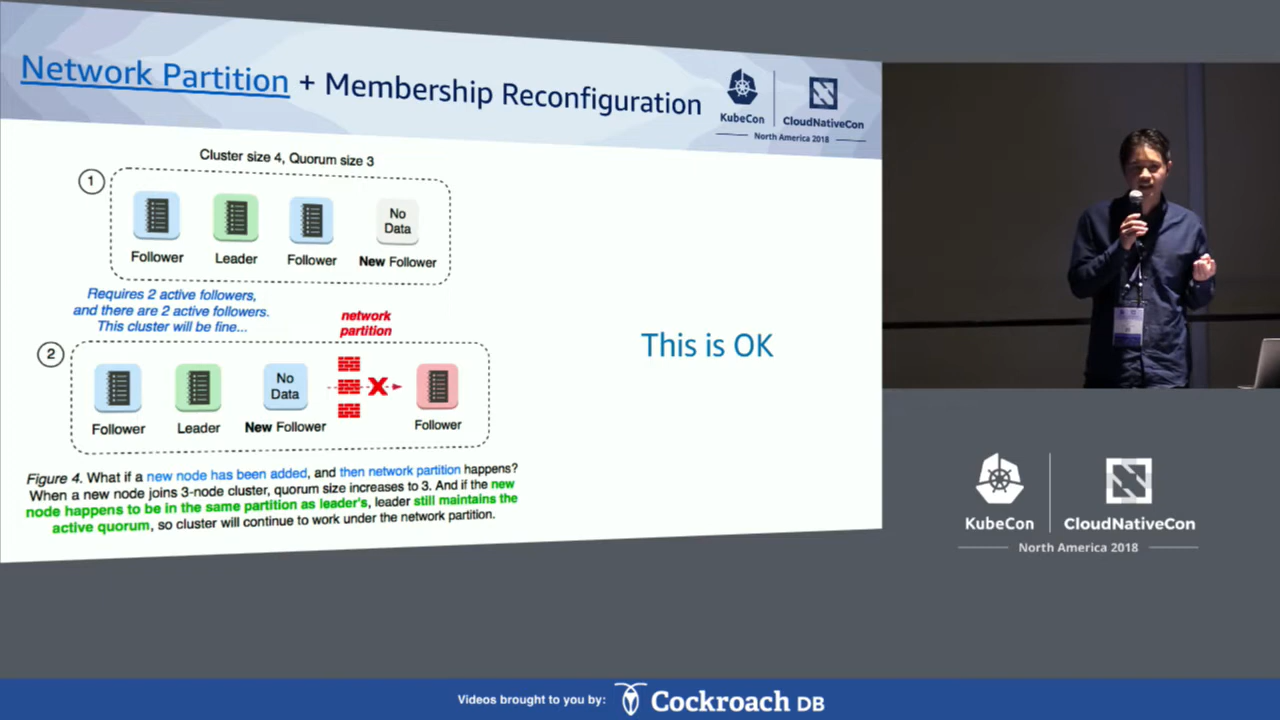 Network Partition + Membership Reconfiguration
KubeCon
CloudNativeCon
North America 2018
Cluster size 4, Quorum size 3
1
No
Data
Follower
Leader
Follower
New Follower
Requires 2 active followers,
and there are 2 active followers.
This cluster will be fine...
network
partition
2
No
Data
X
Follower
Leader
New Follower
Follower
This is OK
Figure 4. What if a new node has been added, and then network partition happens?
When a new node joins 3-node cluster, quorum size increases to 3. And if the new
node happens to be in the same partition as leader's, leader still maintains the
active quorum, so cluster will continue to work under the network partition.
KubeCon
CloudNativeCon
North America 2018
Videos brought to you by:
Cockroach DB